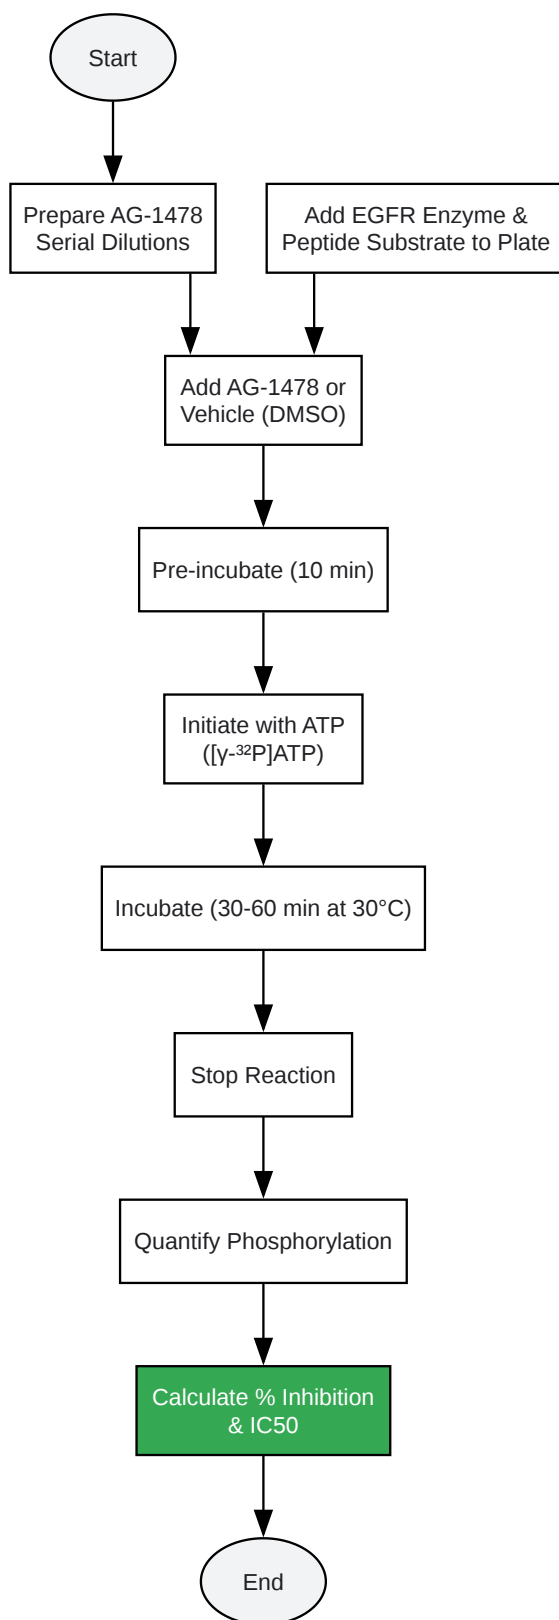 Start
Prepare AG-1478
Serial Dilutions
Add EGFR Enzyme &
Peptide Substrate to Plate
Add AG-1478 or
Vehicle (DMSO)
Pre-incubate (10 min)
Initiate with ATP
([γ-³²P]ATP)
Incubate (30-60 min at 30°C)
Stop Reaction
Quantify Phosphorylation
Calculate % Inhibition
& IC50
End